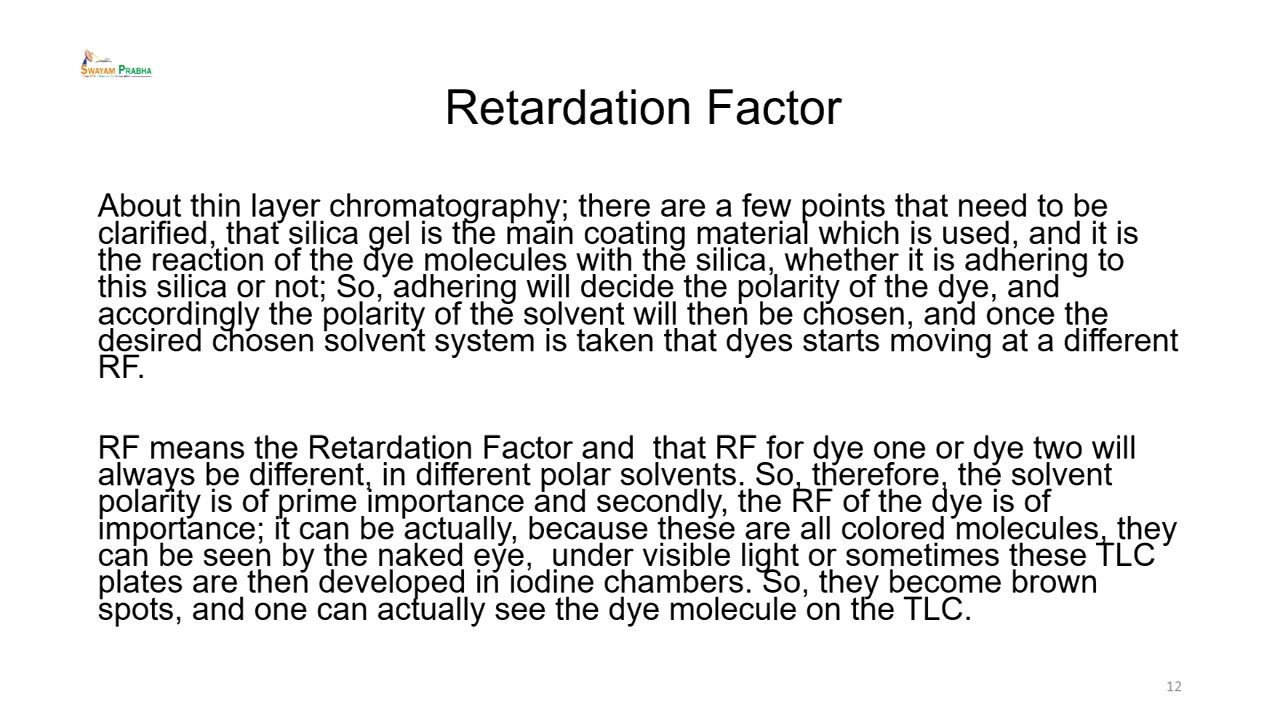 SWAYAM PRABHA
Retardation Factor
About thin layer chromatography; there are a few points that need to be
clarified, that silica gel is the main coating material which is used, and it is
the reaction of the dye molecules with the silica, whether it is adhering to
this silica or not; So, adhering will decide the polarity of the dye, and
accordingly the polarity of the solvent will then be chosen, and once the
desired chosen solvent system is taken that dyes starts moving at a different
RF.
RF means the Retardation Factor and  that RF for dye one or dye two will
always be different, in different polar solvents. So, therefore, the solvent
polarity is of prime importance and secondly, the RF of the dye is of
importance; it can be actually, because these are all colored molecules, they
can be seen by the naked eye,  under visible light or sometimes these TLC
plates are then developed in iodine chambers. So, they become brown
spots, and one can actually see the dye molecule on the TLC.
12